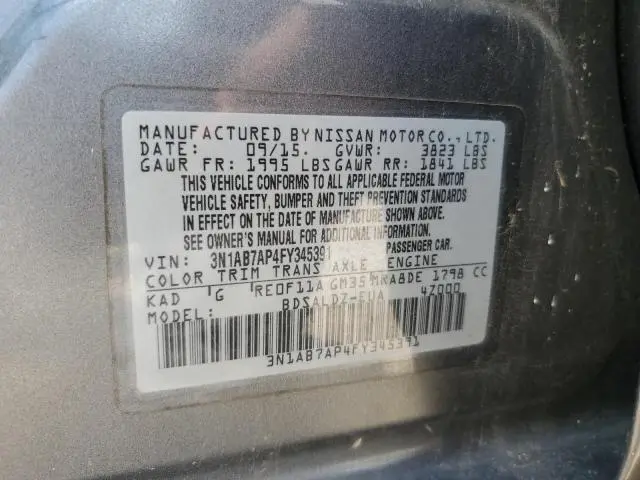 MANUFACTURED BY NISSAN MOTOR CO., LTD.
DATE: 09/15. GVWR: 3823 LBS
GAWR FR: 1995 LBS GAWR RR: 1841 LBS
THIS VEHICLE CONFORMS TO ALL APPLICABLE FEDERAL MOTOR
VEHICLE SAFETY, BUMPER AND THEFT PREVENTION STANDARDS
IN EFFECT ON THE DATE OF MANUFACTURE SHOWN ABOVE.
SEE OWNER'S MANUAL FOR ADDITIONAL INFORMATION.
VIN: 3N1AB7AP4FY345391 PASSENGER CAR.
COLOR TRIM TRANS AXLE ENGINE
KAD G RE0F11A GM35 MRA8DE 1798 CC
MODEL: BDSALDZ-EUA 47000
3N1AB7AP4FY345391